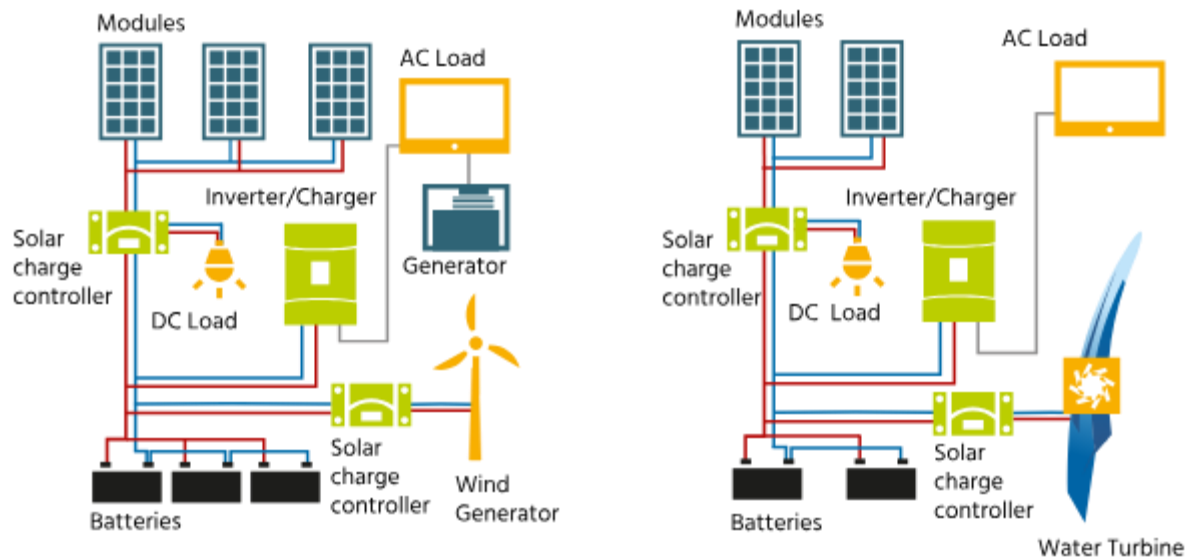 Modules
AC Load
Inverter/Charger
Solar
charge
controller
DC Load
Generator
Solar
charge
controller
Wind
Generator
Batteries
Modules
AC Load
Inverter/Charger
Solar
charge
controller
DC Load
Solar
charge
controller
Batteries
Water Turbine